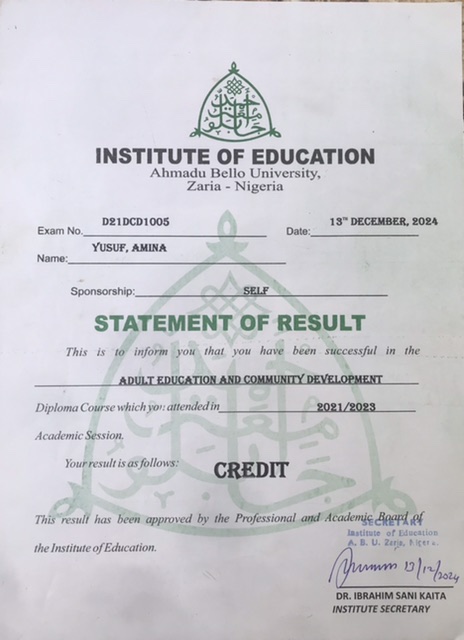 INSTITUTE OF EDUCATION
Ahmadu Bello University,
Zaria - Nigeria
Exam No. D21DCD1005 Date: 13TH DECEMBER, 2024
Name: YUSUF, AMINA
Sponsorship: SELF
STATEMENT OF RESULT
This is to inform you that you have been successful in the
ADULT EDUCATION AND COMMUNITY DEVELOPMENT
Diploma Course which you attended in 2021/2023
Academic Session.
Your result is as follows: CREDIT
This result has been approved by the Professional and Academic Board of
the Institute of Education.
SECRETARY
Institute of Education
A. B. U. Zaria, Nigeria.
13/12/2024
DR. IBRAHIM SANI KAITA
INSTITUTE SECRETARY